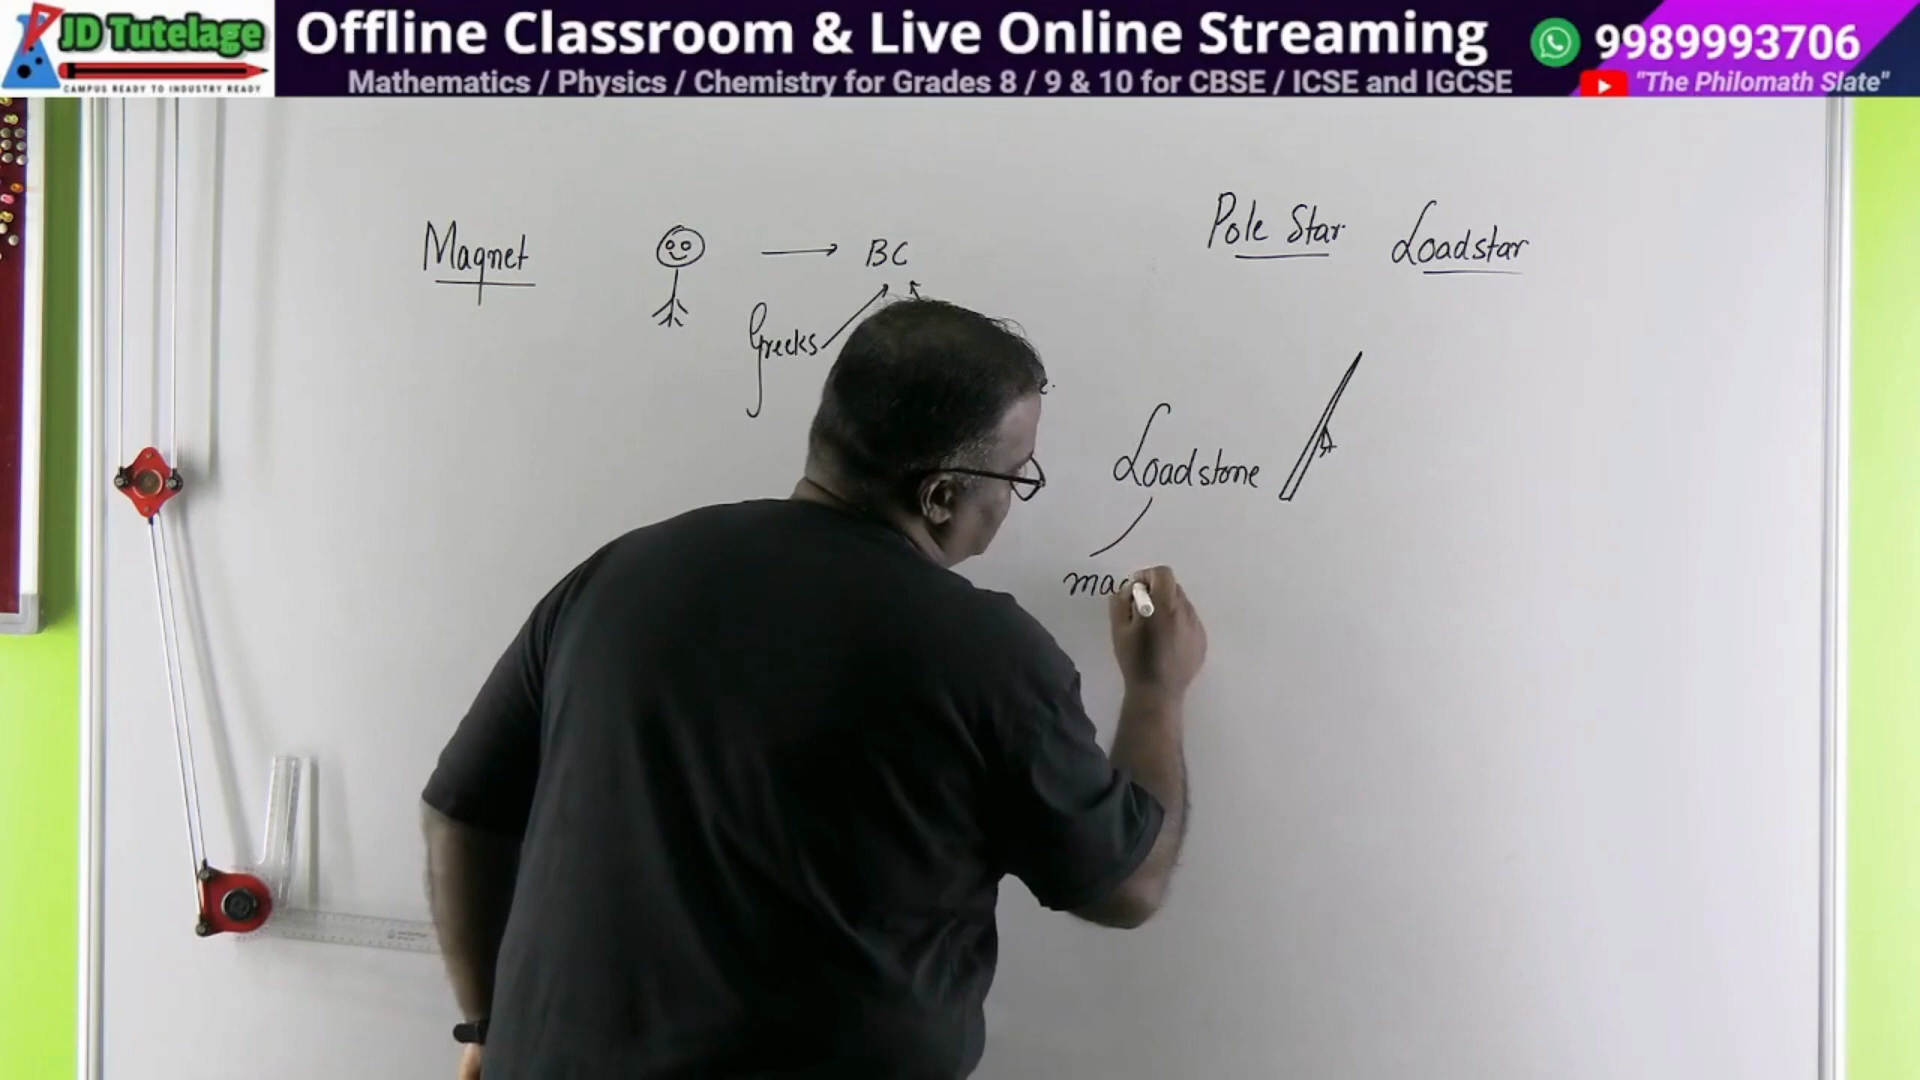 JD Tutelage
CAMPUS READY TO INDUSTRY READY
Offline Classroom & Live Online Streaming
Mathematics / Physics / Chemistry for Grades 8 / 9 & 10 for CBSE / ICSE and IGCSE
9989993706
"The Philomath Slate"
Magnet
BC
Pole Star Loadstar
Greeks
Loadstone
mag